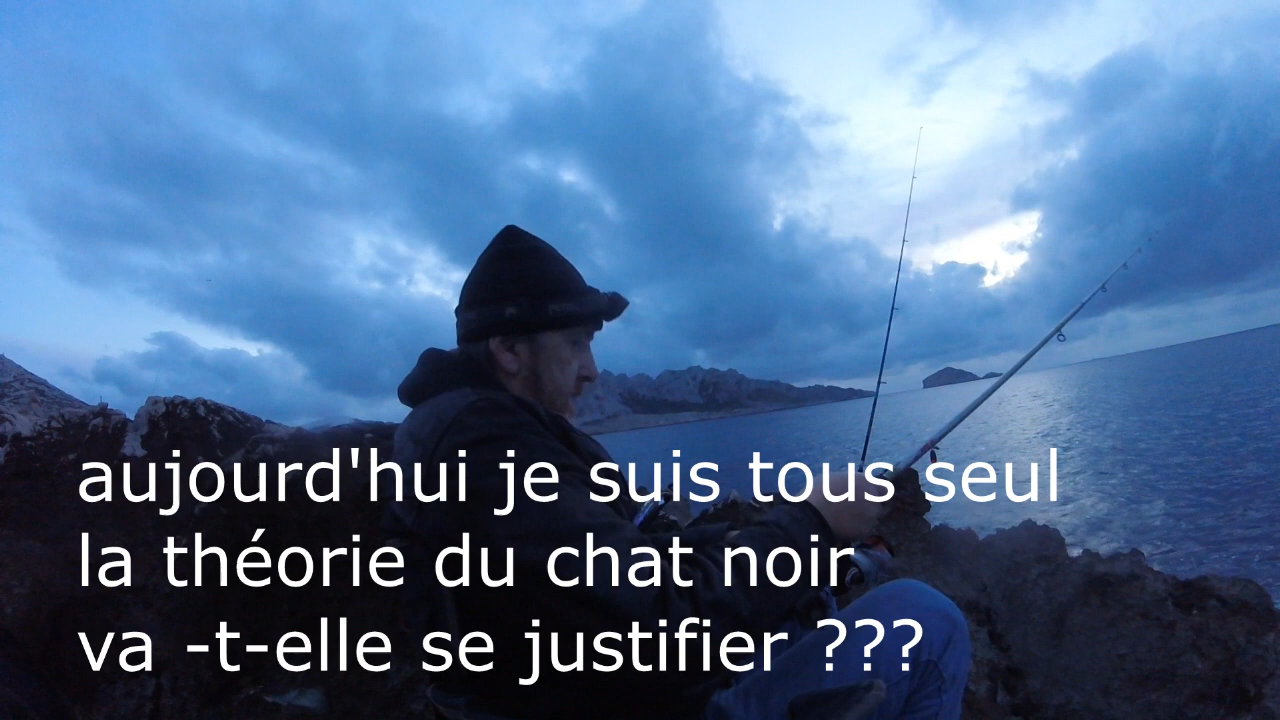 aujourd'hui je suis tous seul
la théorie du chat noir
va -t-elle se justifier ???